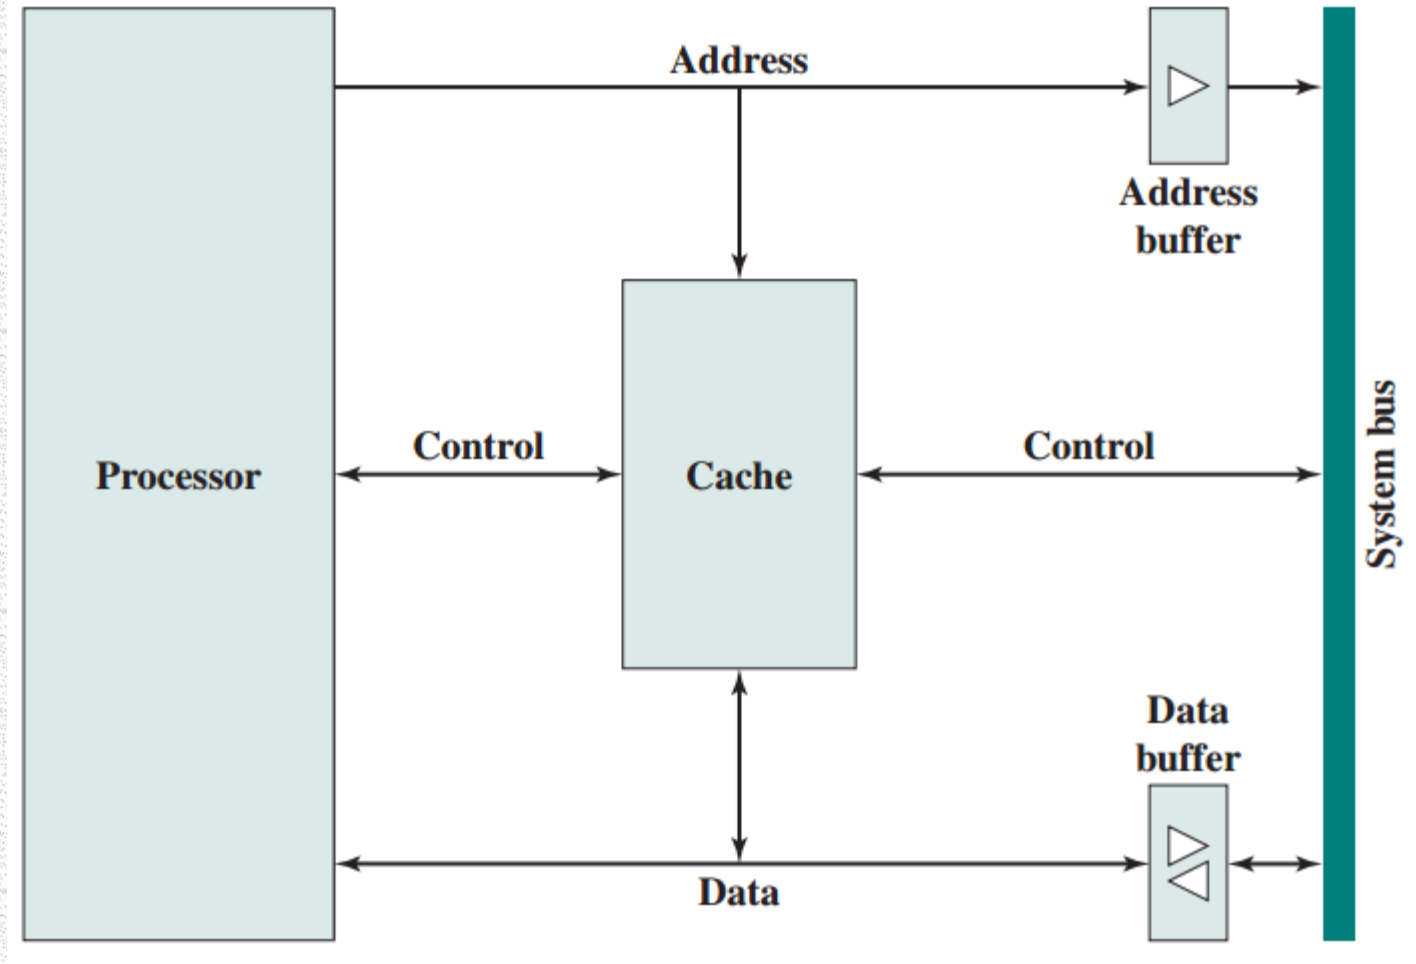 Address
Address
buffer
Control
Control
Processor
Cache
System bus
Data
buffer
Data